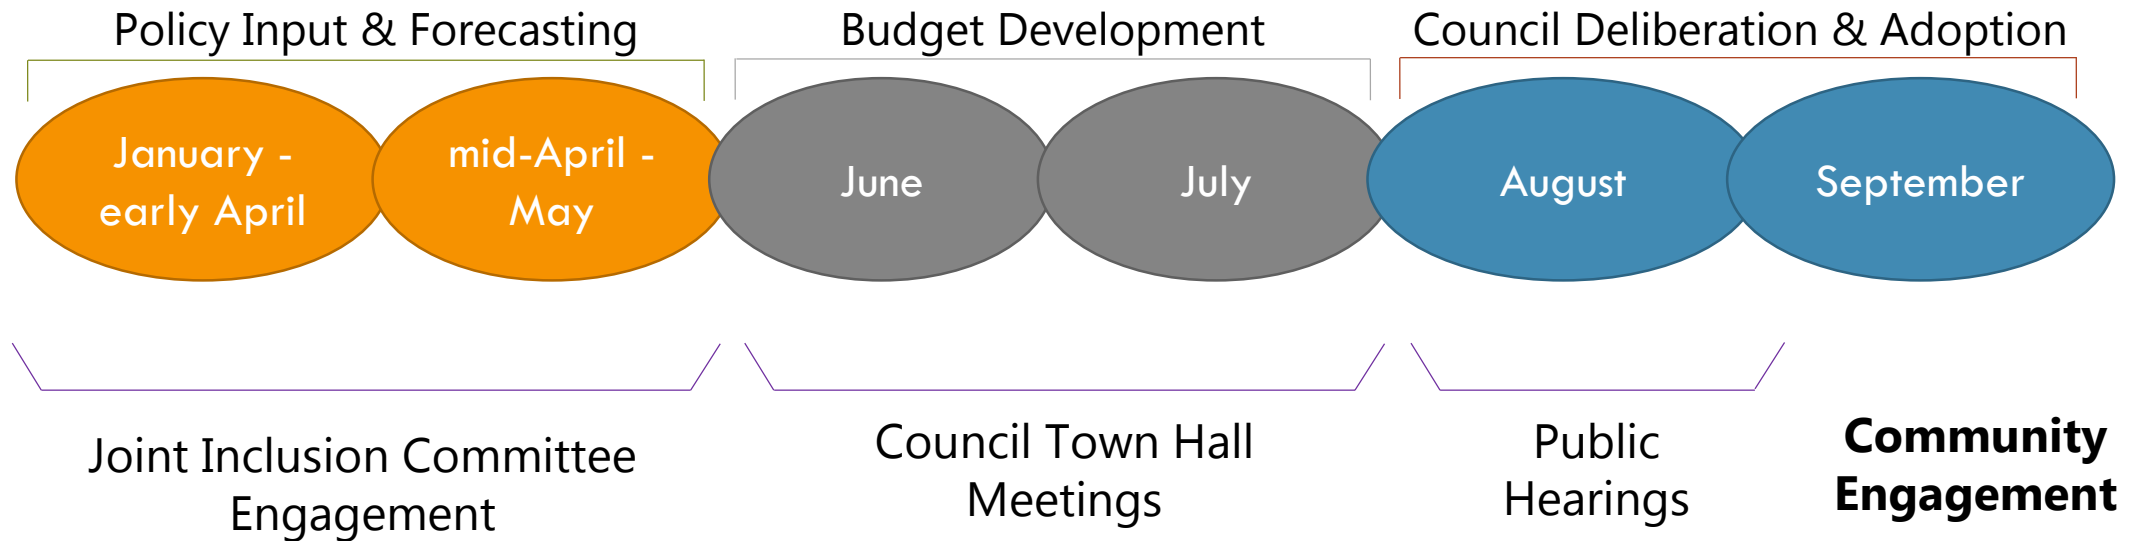 Policy Input & Forecasting
Budget Development
Council Deliberation & Adoption
January -
early April
mid-April -
May
June
July
August
September
Joint Inclusion Committee
Engagement
Council Town Hall
Meetings
Public
Hearings
Community
Engagement